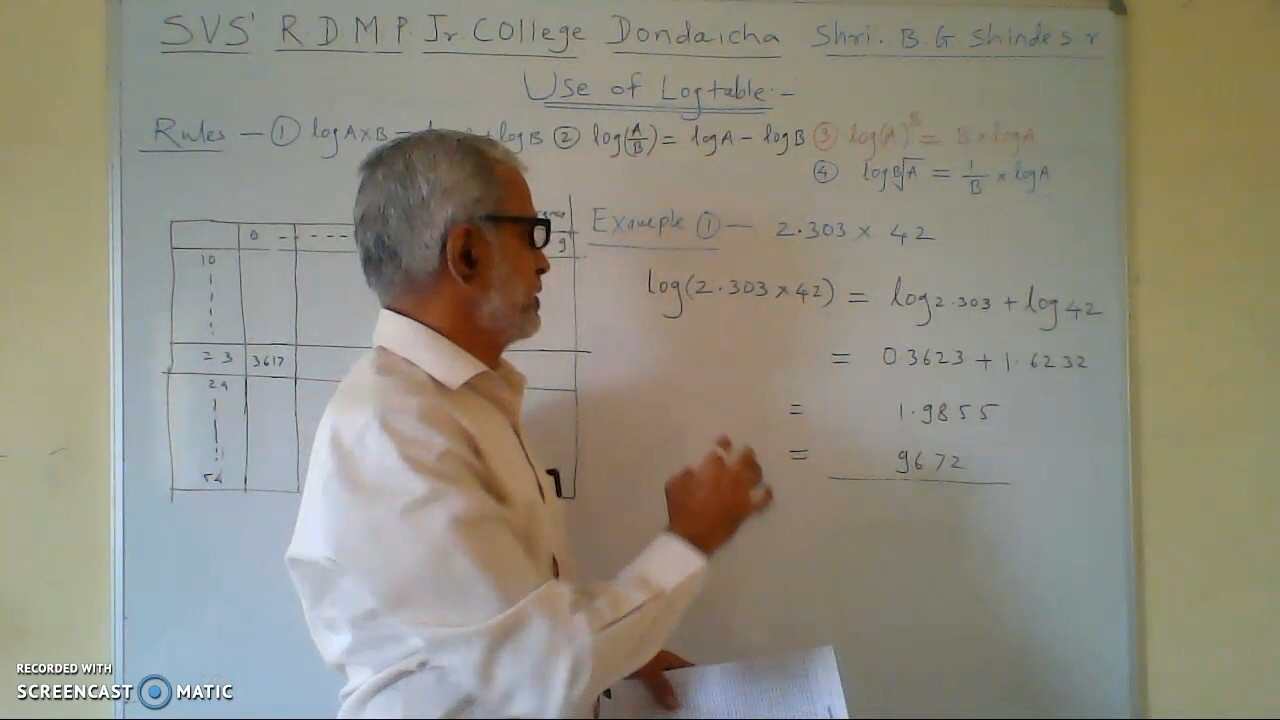 SVS' R D M P. Jr College Dondaicha Shri. B.G Shinde sr
Use of Logtable:-
Rules - ① log A×B = log B ② log(A/B) = log A - log B ③ log(A)^B = B × log A
④ log B√A = 1/B × log A
0 - - - - - 9
10
23 3617
24
54
Example ① - 2.303 × 42
log(2.303 × 42) = log 2.303 + log 42
= 0.3623 + 1.6232
= 1.9855
= 9672
RECORDED WITH
SCREENCAST MATIC